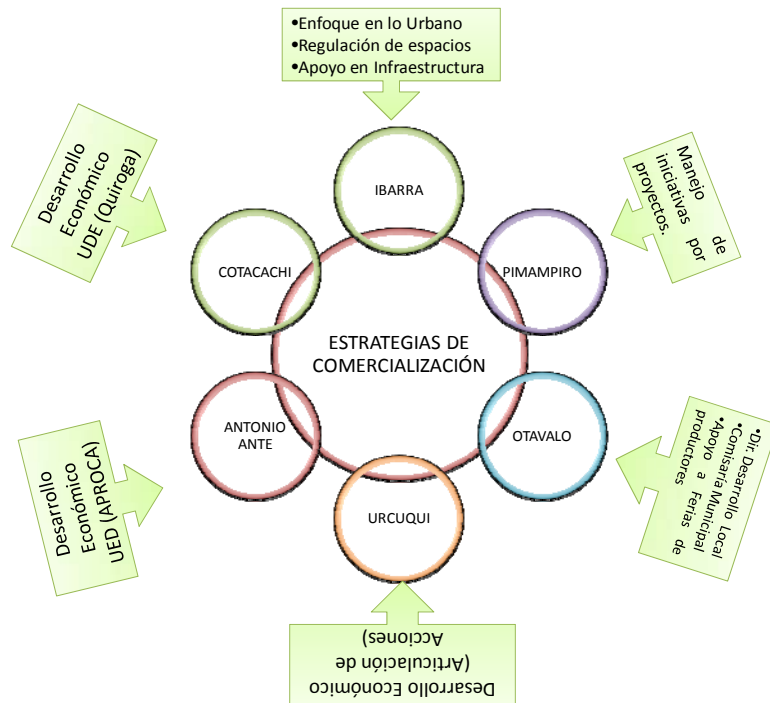 •Enfoque en lo Urbano
•Regulación de espacios
•Apoyo en Infraestructura
Desarrollo
Económico
UDE (Quiroga)
Manejo de
iniciativas por
proyectos.
IBARRA
COTACACHI
PIMAMPIRO
ESTRATEGIAS DE
COMERCIALIZACIÓN
ANTONIO
ANTE
OTAVALO
URCUQUI
Desarrollo
Económico
UED (APROCA)
•Dir. Desarrollo Local
•Comisaría Municipal
•Apoyo a Ferias de
productores
Desarrollo Económico
(Articulación de
Acciones)